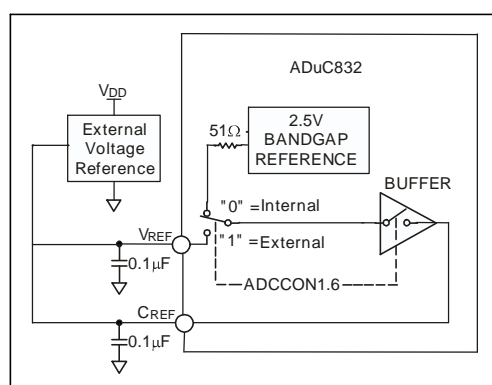 ADuC832
VDD
External
Voltage
Reference
51Ω
2.5V
BANDGAP
REFERENCE
"0" =Internal
BUFFER
VREF
"1" =External
0.1μF
ADCCON1.6
CREF
0.1μF